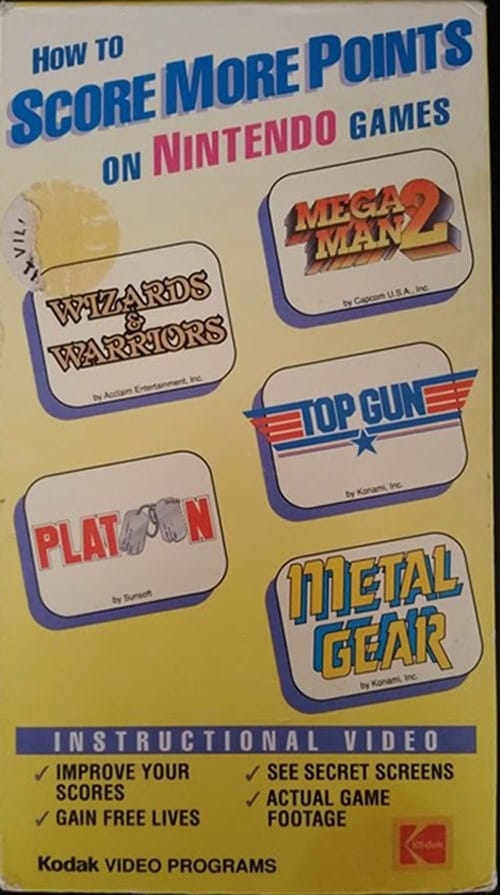 HOW TO
SCORE MORE POINTS
ON NINTENDO GAMES
MEGA
MAN 2
by Capcom U.S.A., Inc.
VIL
WIZARDS
&
WARRIORS
by Acclaim Entertainment, Inc.
TOP GUN
by Konami, Inc.
PLATOON
by Sunsoft
METAL
GEAR
by Konami, Inc.
INSTRUCTIONAL VIDEO
✓ IMPROVE YOUR
SCORES
✓ GAIN FREE LIVES
✓ SEE SECRET SCREENS
✓ ACTUAL GAME
FOOTAGE
Kodak VIDEO PROGRAMS
Kodak